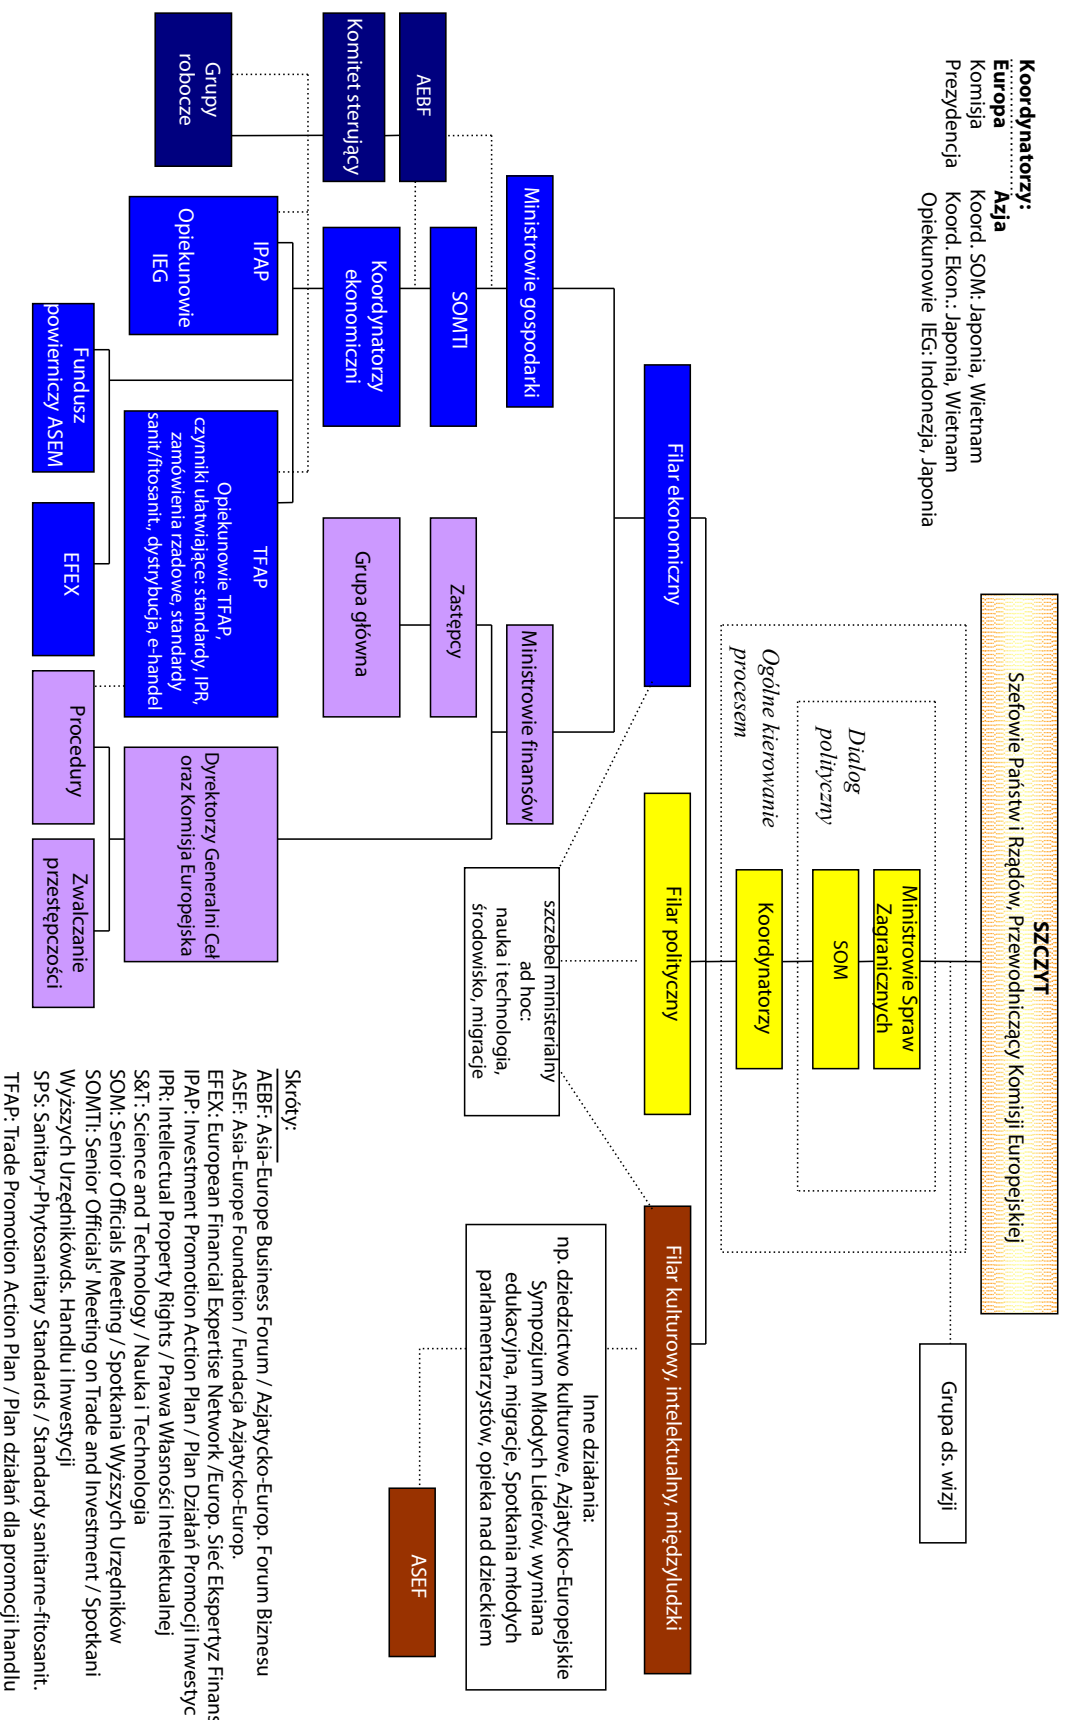 Koordynatorzy:
Europa
Komisja
Prezydencja
Azja
Koord. SOM: Japonia, Wietnam
Koord. Ekon.: Japonia, Wietnam
Opiekunowie IEG: Indonezja, Japonia
SZCZYT
Szefowie Państw i Rządów, Przewodniczący Komisji Europejskiej
Grupa ds. wizji
Ministrowie Spraw
Zagranicznych
SOM
Koordynatorzy
Dialog
polityczny
Ogólne kierowanie
procesem
Filar ekonomiczny
Filar polityczny
Filar kulturowy, intelektualny, międzyludzki
Ministrowie gospodarki
Ministrowie finansów
AEBF
Komitet sterujący
Grupy
robocze
SOMTI
Koordynatorzy
ekonomiczni
Zastępcy
Grupa główna
IPAP
Opiekunowie
IEG
TFAP
Opiekunowie TFAP,
czynniki ułatwiające: standardy, IPR,
zamówienia rzadowe, standardy
sanit/fitosanit., dystrybucja, e-handel
Dyrektorzy Generalni Ceł
oraz Komisja Europejska
Fundusz
powierniczy ASEM
EFEX
Procedury
Zwalczanie
przestępczości
szczebel ministerialny
ad hoc:
nauka i technologia,
środowisko, migracje
Inne działania:
np. dziedzictwo kulturowe, Azjatycko-Europejskie
Sympozjum Młodych Liderów, wymiana
edukacyjna, migracje, Spotkania młodych
parlamentarzystów, opieka nad dzieckiem
ASEF
Skróty:
AEBF: Asia-Europe Business Forum / Azjatycko-Europ. Forum Biznesu
ASEF: Asia-Europe Foundation / Fundacja Azjatycko-Europ.
EFEX: European Financial Expertise Network /Europ. Sieć Ekspertyz Finans
IPAP: Investment Promotion Action Plan / Plan Działań Promocji Inwestyc
IPR: Intellectual Property Rights / Prawa Własności Intelektualnej
S&T: Science and Technology / Nauka i Technologia
SOM: Senior Officials Meeting / Spotkania Wyższych Urzędników
SOMTI: Senior Officials' Meeting on Trade and Investment / Spotkani
Wyższych Urzędnikówds. Handlu i Inwestycji
SPS: Sanitary-Phytosanitary Standards / Standardy sanitarne-fitosanit.
TFAP: Trade Promotion Action Plan / Plan działań dla promocji handlu